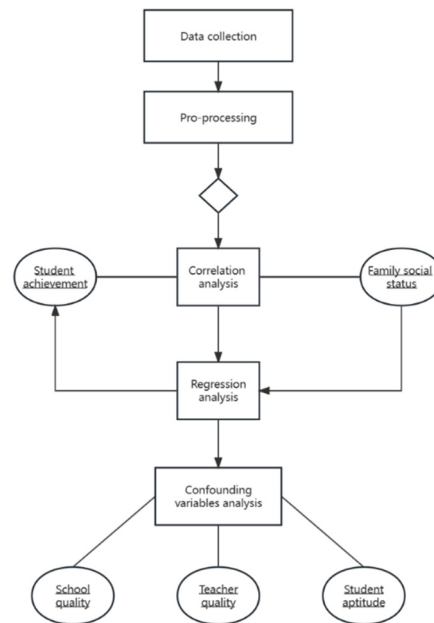 Data collection
Pro-processing
Student
achievement
Correlation
analysis
Family social
status
Regression
analysis
Confounding
variables analysis
School
quality
Teacher
quality
Student
aptitude